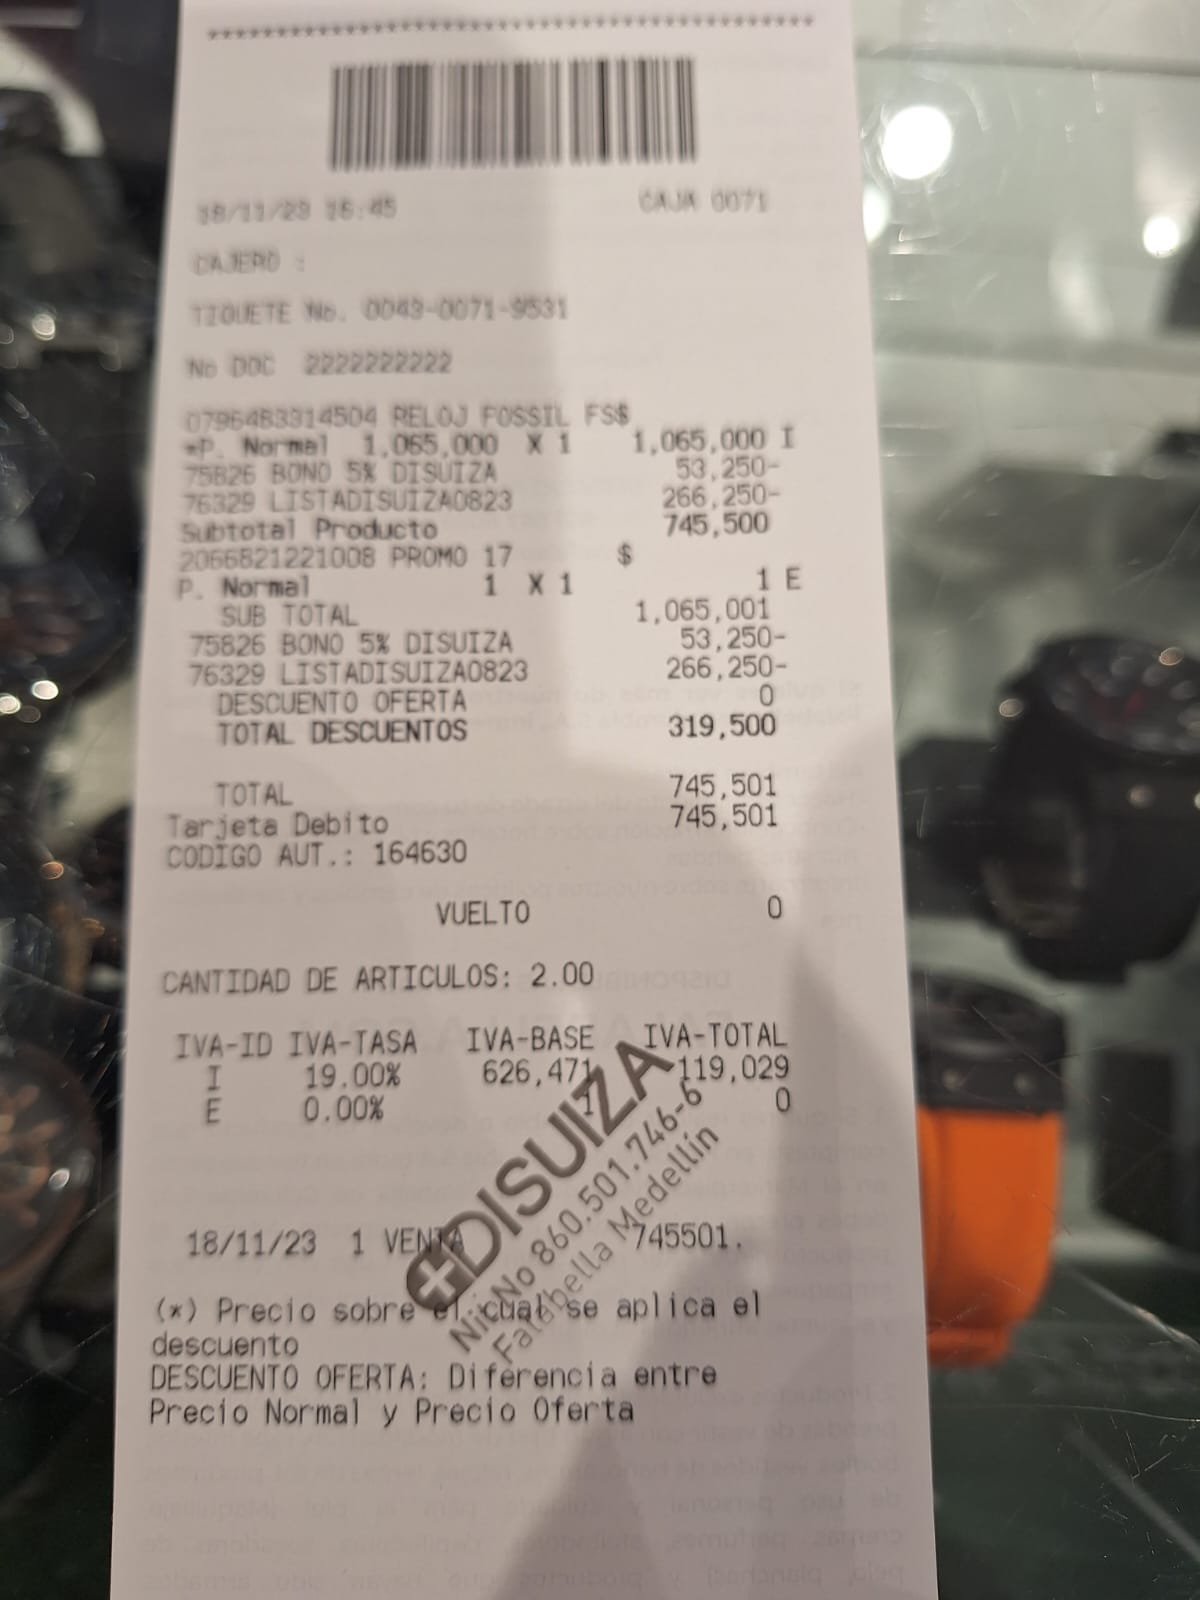 ****************************************
18/11/23 16:45 CAJA 0071
CAJERO :
TIQUETE No. 0043-0071-9531
No DOC 2222222222
0796483314504 RELOJ FOSSIL FS$
*P. Normal 1,065,000 X 1 1,065,000 I
75826 BONO 5% DISUIZA 53,250-
76329 LISTADISUIZA0823 266,250-
Subtotal Producto 745,500
2066821221008 PROMO 17 $
P. Normal 1 X 1 1 E
SUB TOTAL 1,065,001
75826 BONO 5% DISUIZA 53,250-
76329 LISTADISUIZA0823 266,250-
DESCUENTO OFERTA 0
TOTAL DESCUENTOS 319,500
TOTAL 745,501
Tarjeta Debito 745,501
CODIGO AUT.: 164630
VUELTO 0
CANTIDAD DE ARTICULOS: 2.00
IVA-ID IVA-TASA IVA-BASE IVA-TOTAL
I 19.00% 626,471 119,029
E 0.00% 1 0
DISUIZA
Nit: No 860.501.746-6
Falabella Medellín
18/11/23 1 VENTA 745501.
(*) Precio sobre el cual se aplica el
descuento
DESCUENTO OFERTA: Diferencia entre
Precio Normal y Precio Oferta